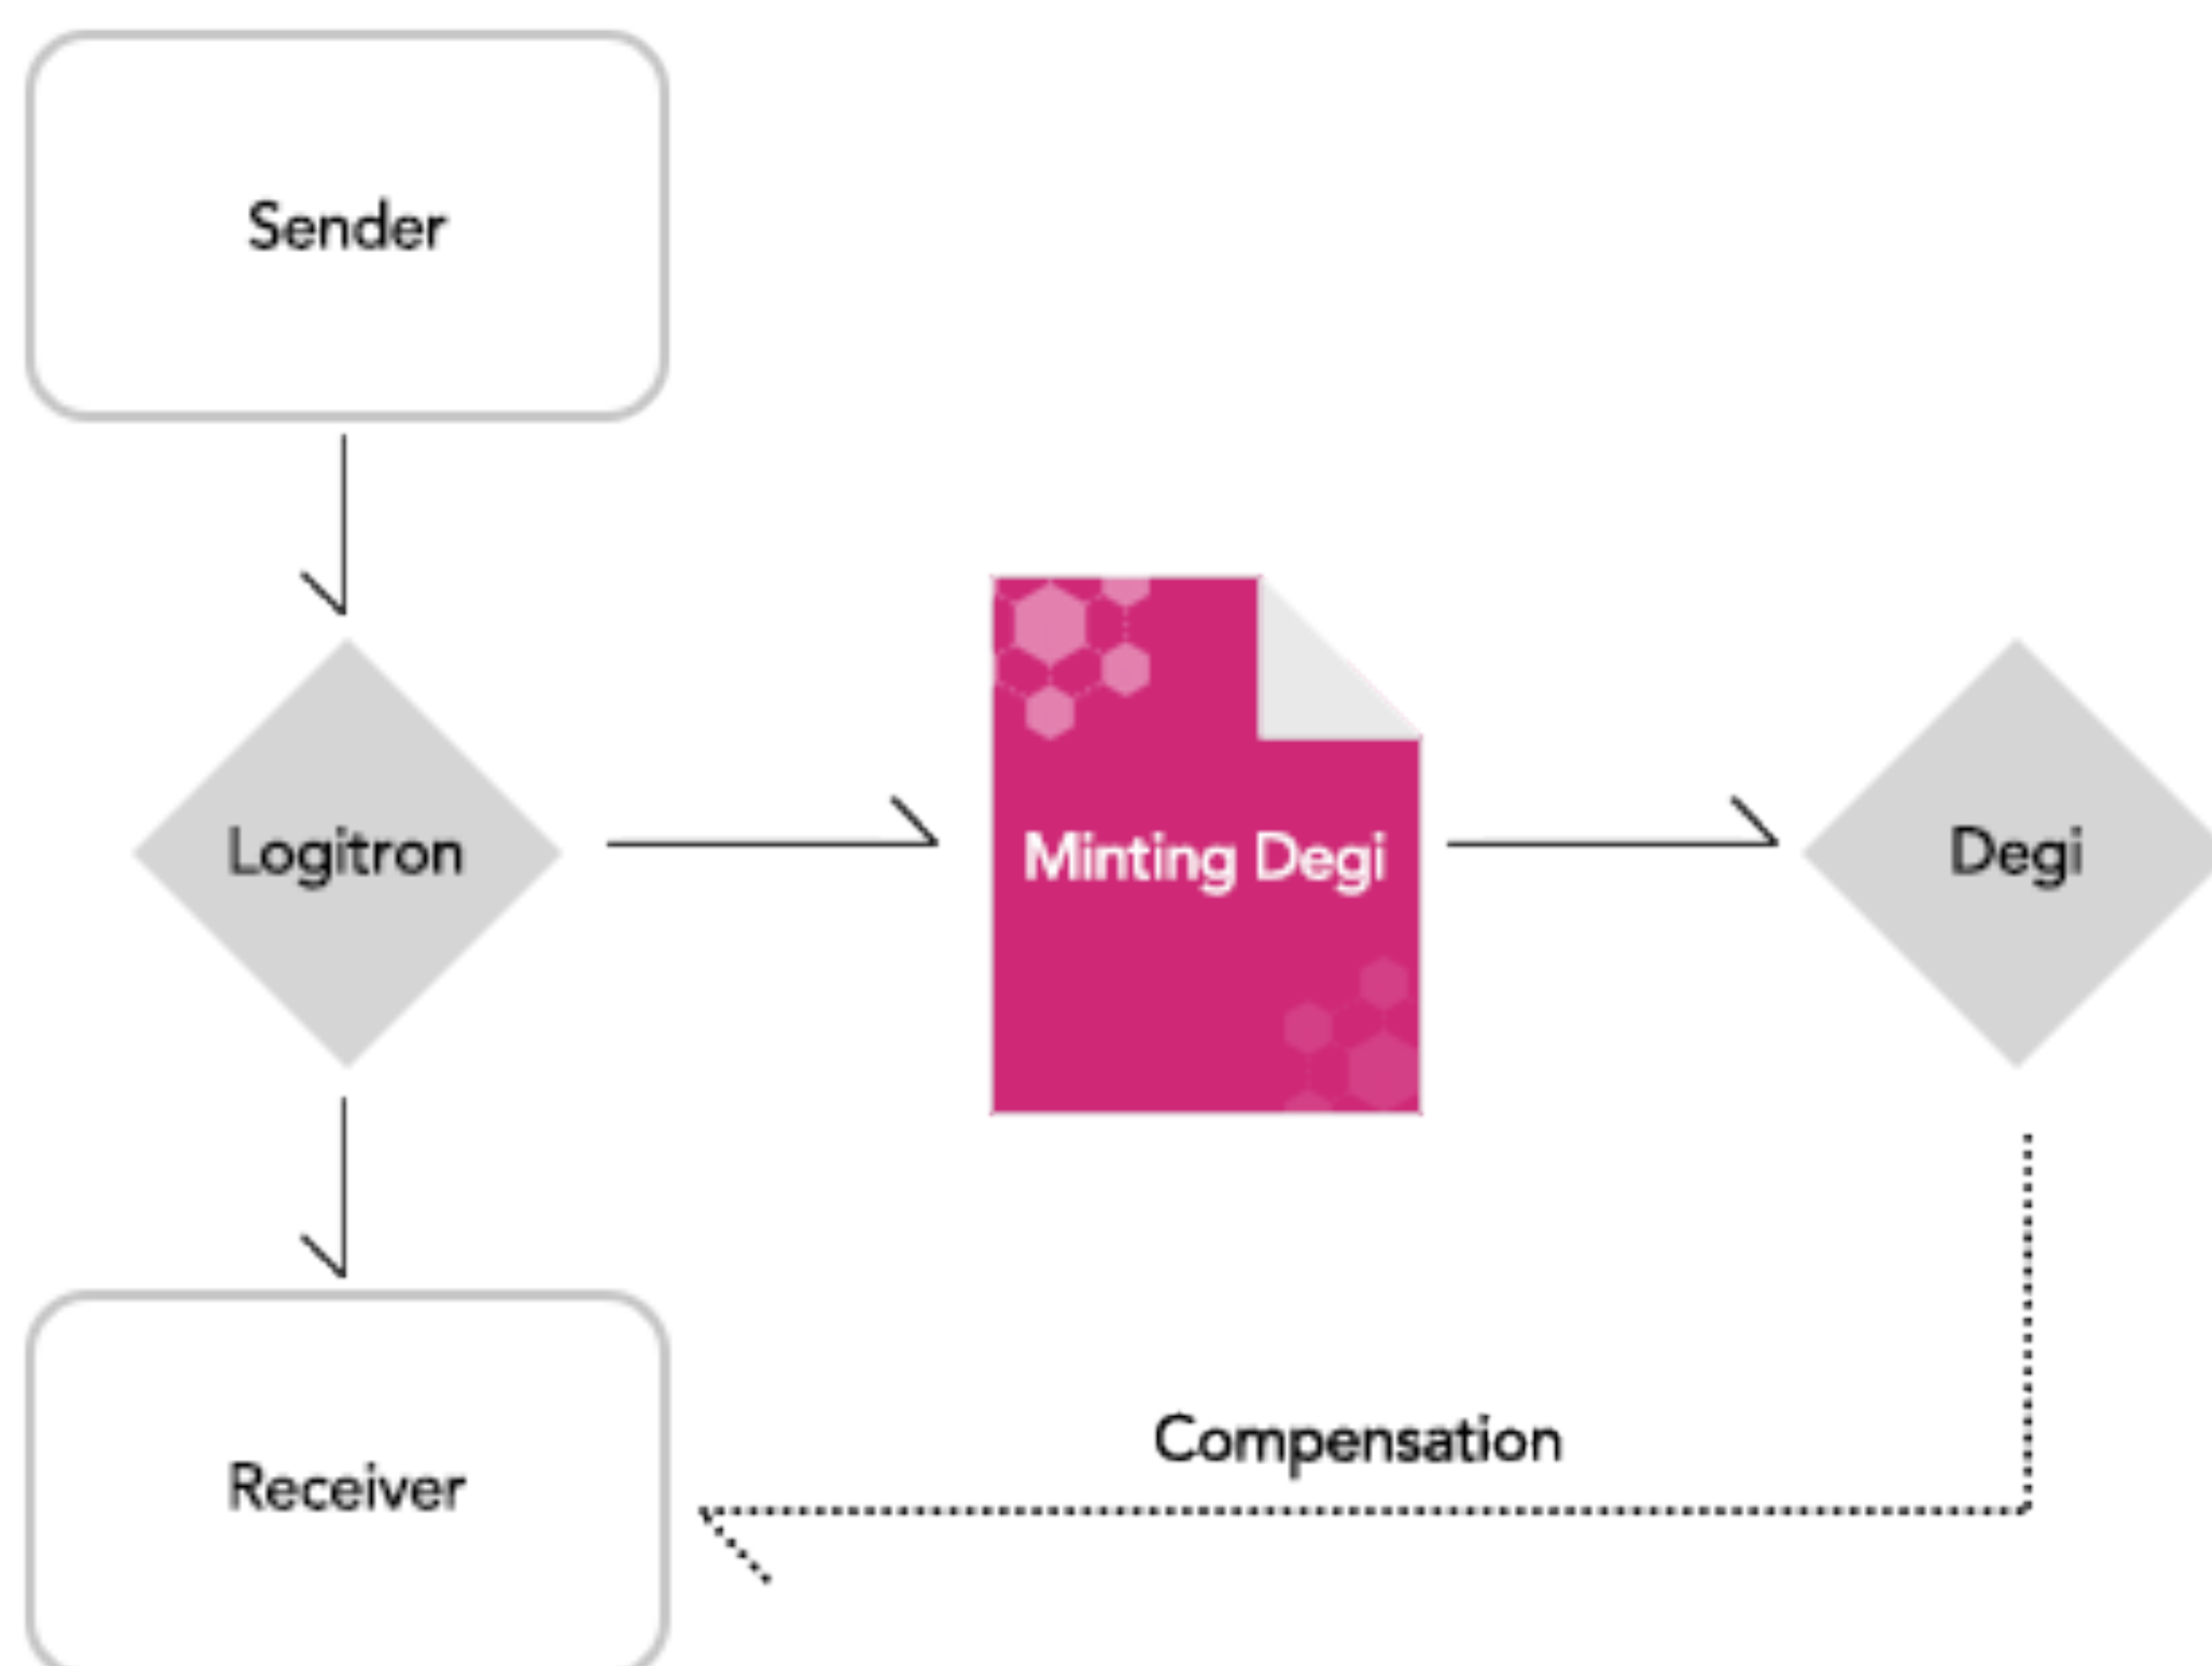 Sender
Logitron
Minting Degi
Degi
Compensation
Receiver